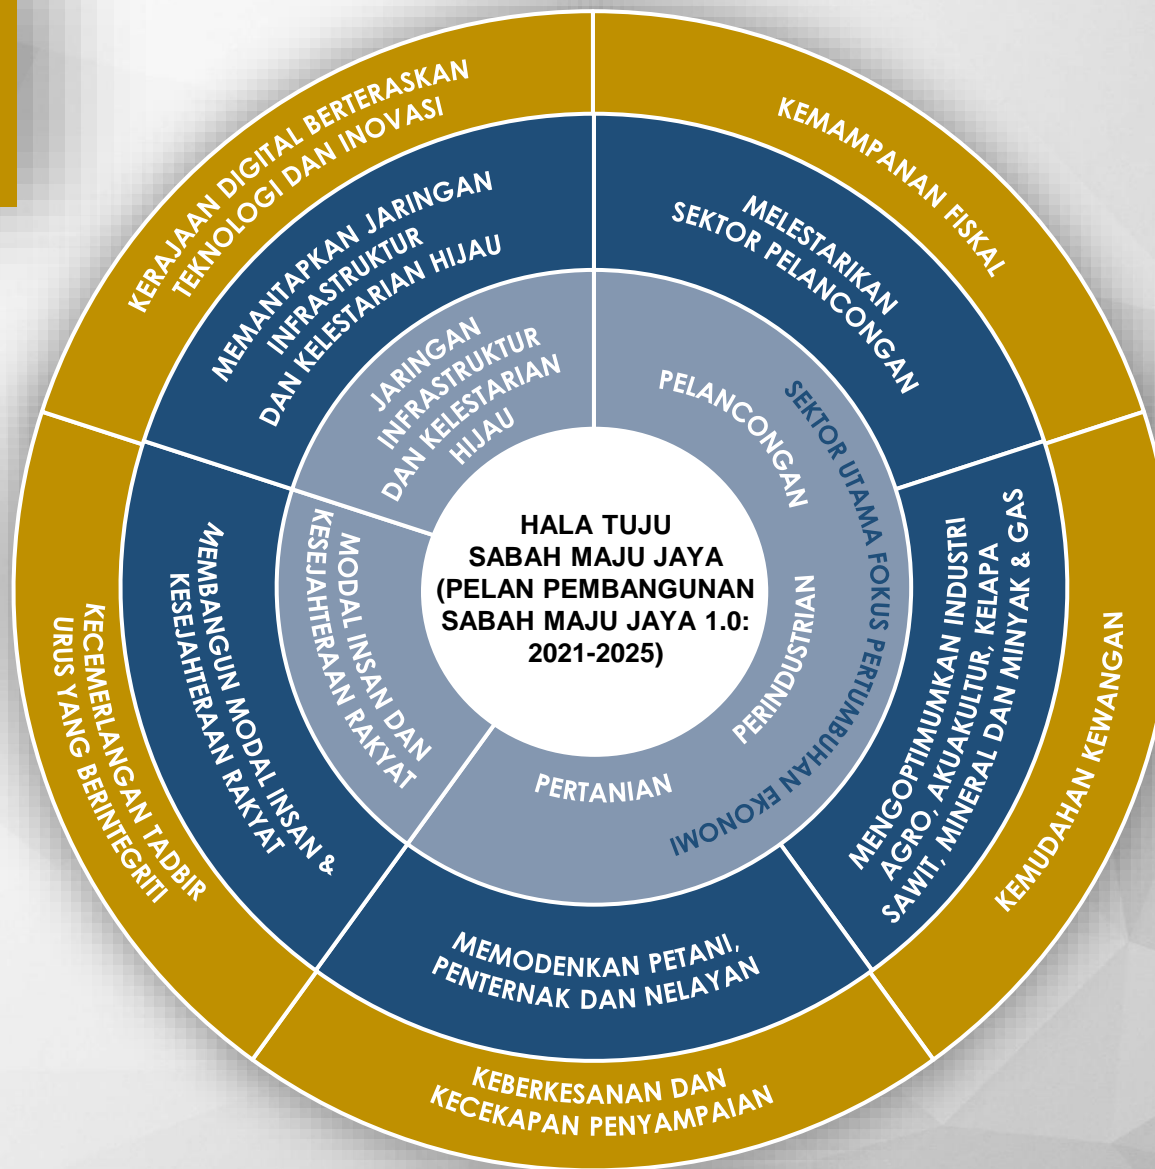 KERAJAAN DIGITAL BERTERASKAN
TEKNOLOGI DAN INOVASI
KEMAMPANAN FISKAL
KEMUDAHAN KEWANGAN
KEBERKESANAN DAN
KECEKAPAN PENYAMPAIAN
KECEMERLANGAN TADBIR
URUS YANG BERINTEGRITI
MEMANTAPKAN JARINGAN
INFRASTRUKTUR
DAN KELESTARIAN HIJAU
MELESTARIKAN
SEKTOR PELANCONGAN
MENGOPTIMUMKAN INDUSTRI
AGRO, AKUAKULTUR, KELAPA
SAWIT, MINERAL DAN MINYAK & GAS
MEMODENKAN PETANI,
PENTERNAK DAN NELAYAN
MEMBANGUN MODAL INSAN &
KESEJAHTERAAN RAKYAT
JARINGAN
INFRASTRUKTUR
DAN KELESTARIAN
HIJAU
PELANCONGAN
SEKTOR UTAMA FOKUS PERTUMBUHAN EKONOMI
PERINDUSTRIAN
PERTANIAN
MODAL INSAN DAN
KESEJAHTERAAN RAKYAT
HALA TUJU
SABAH MAJU JAYA
(PELAN PEMBANGUNAN
SABAH MAJU JAYA 1.0:
2021-2025)